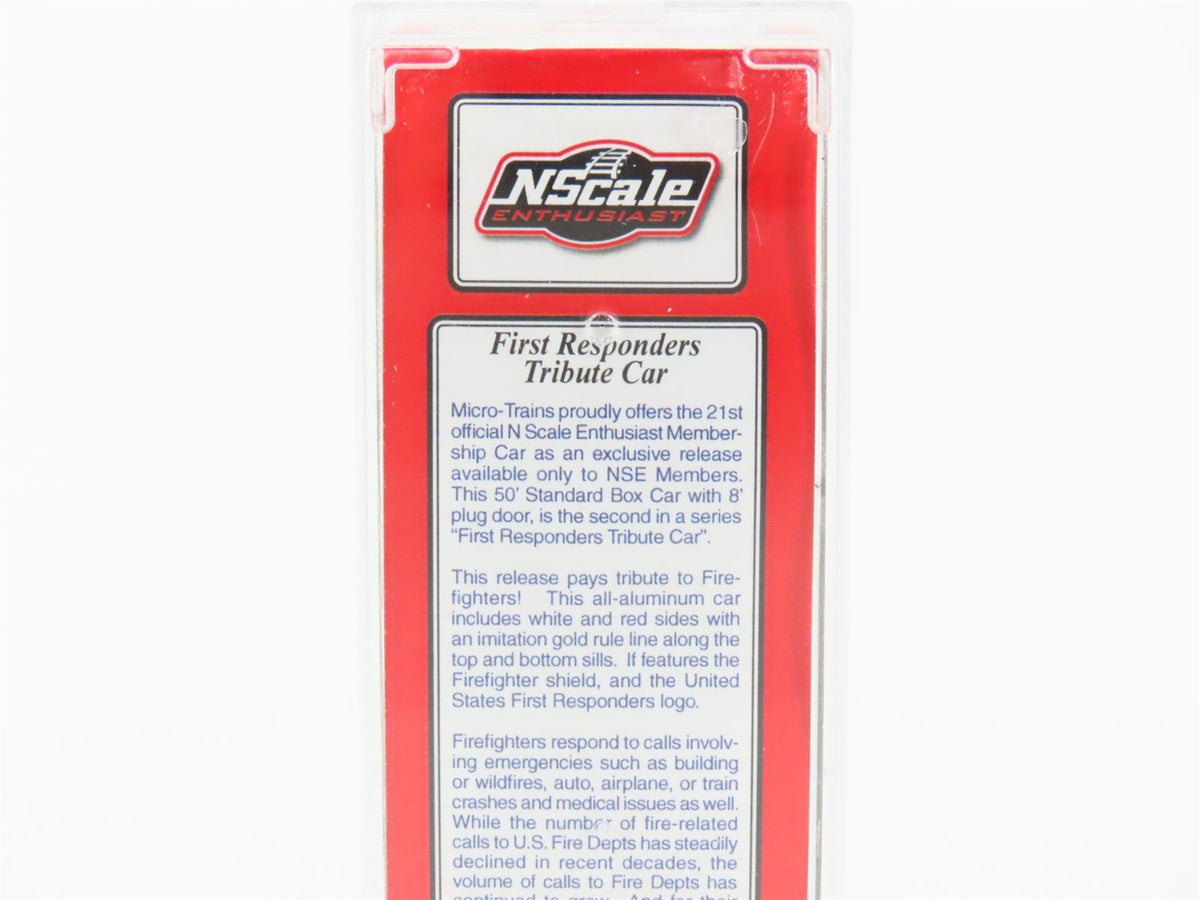 NScale
ENTHUSIAST
First Responders
Tribute Car
Micro-Trains proudly offers the 21st
official N Scale Enthusiast Member-
ship Car as an exclusive release
available only to NSE Members.
This 50' Standard Box Car with 8'
plug door, is the second in a series
“First Responders Tribute Car”.
This release pays tribute to Fire-
fighters! This all-aluminum car
includes white and red sides with
an imitation gold rule line along the
top and bottom sills. If features the
Firefighter shield, and the United
States First Responders logo.
Firefighters respond to calls involv-
ing emergencies such as building
or wildfires, auto, airplane, or train
crashes and medical issues as well.
While the number of fire-related
calls to U.S. Fire Depts has steadily
declined in recent decades, the
volume of calls to Fire Depts has
continued to grow. And for their